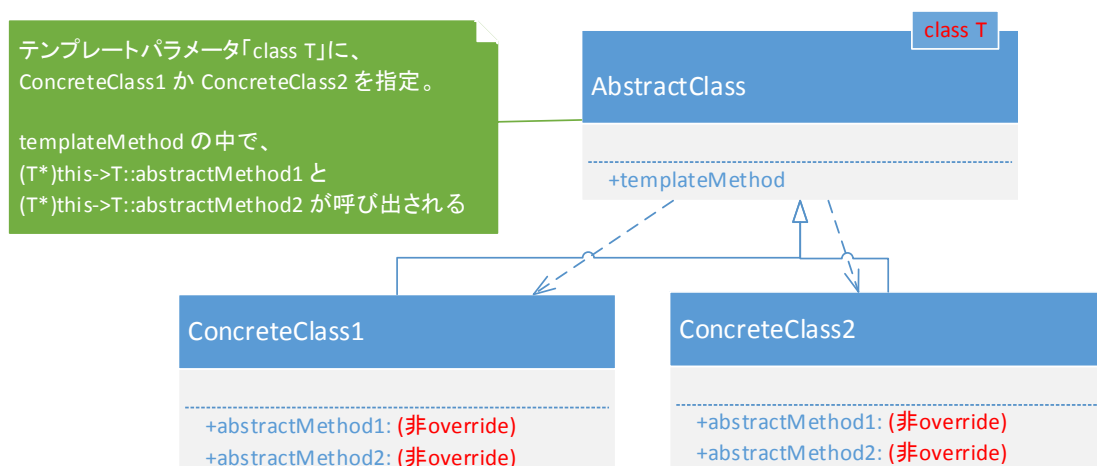 テンプレートパラメータ「class T」に、
ConcreteClass1 か ConcreteClass2 を指定。
templateMethod の中で、
(T*)this->T::abstractMethod1 と
(T*)this->T::abstractMethod2 が呼び出される
class T
AbstractClass
+templateMethod
ConcreteClass1
+abstractMethod1: (非override)
+abstractMethod2: (非override)
ConcreteClass2
+abstractMethod1: (非override)
+abstractMethod2: (非override)